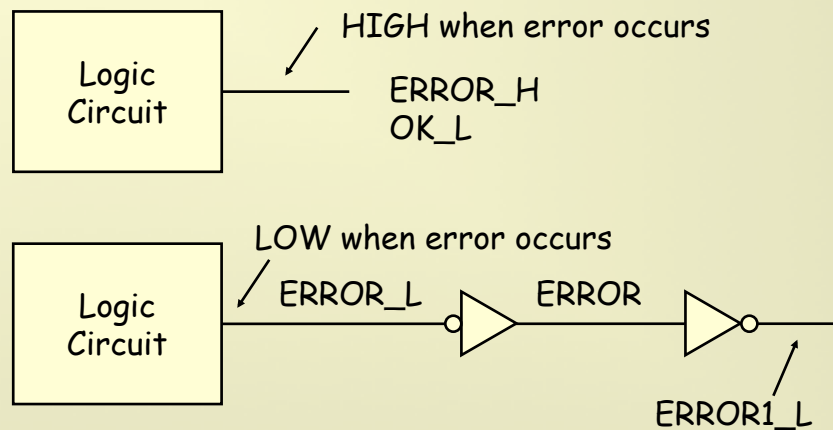 HIGH when error occurs
Logic
Circuit
ERROR_H
OK_L
LOW when error occurs
Logic
Circuit
ERROR_L
ERROR
ERROR1_L